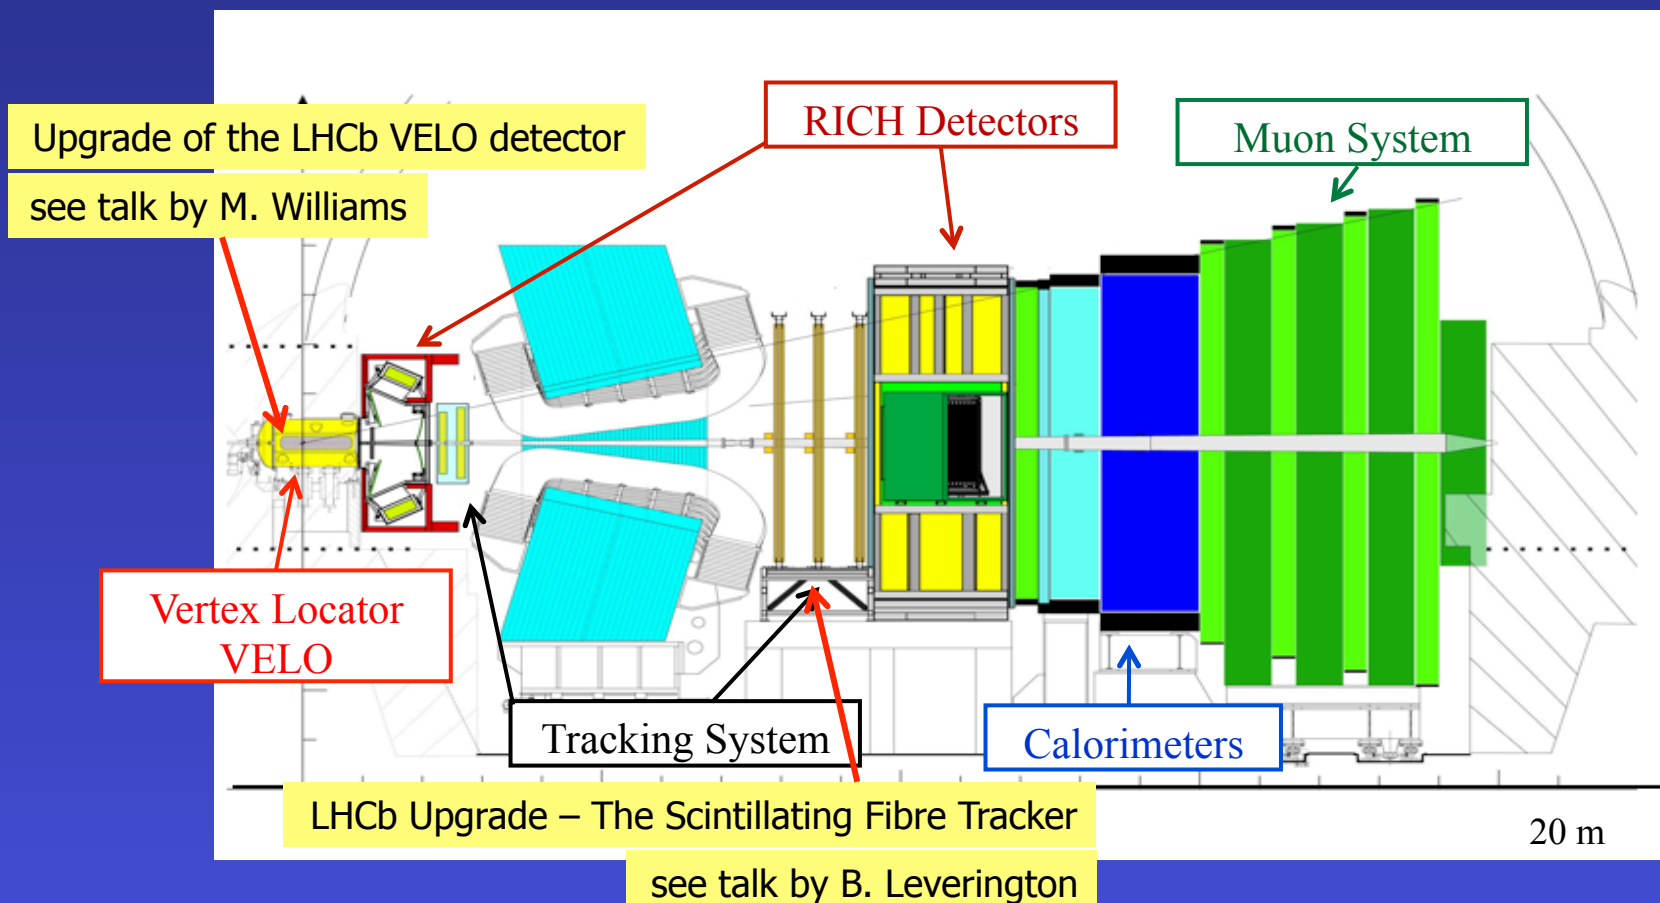 RICH Detectors
Muon System
Upgrade of the LHCb VELO detector
see talk by M. Williams
Vertex Locator
VELO
Tracking System
Calorimeters
LHCb Upgrade – The Scintillating Fibre Tracker
see talk by B. Leverington
20 m